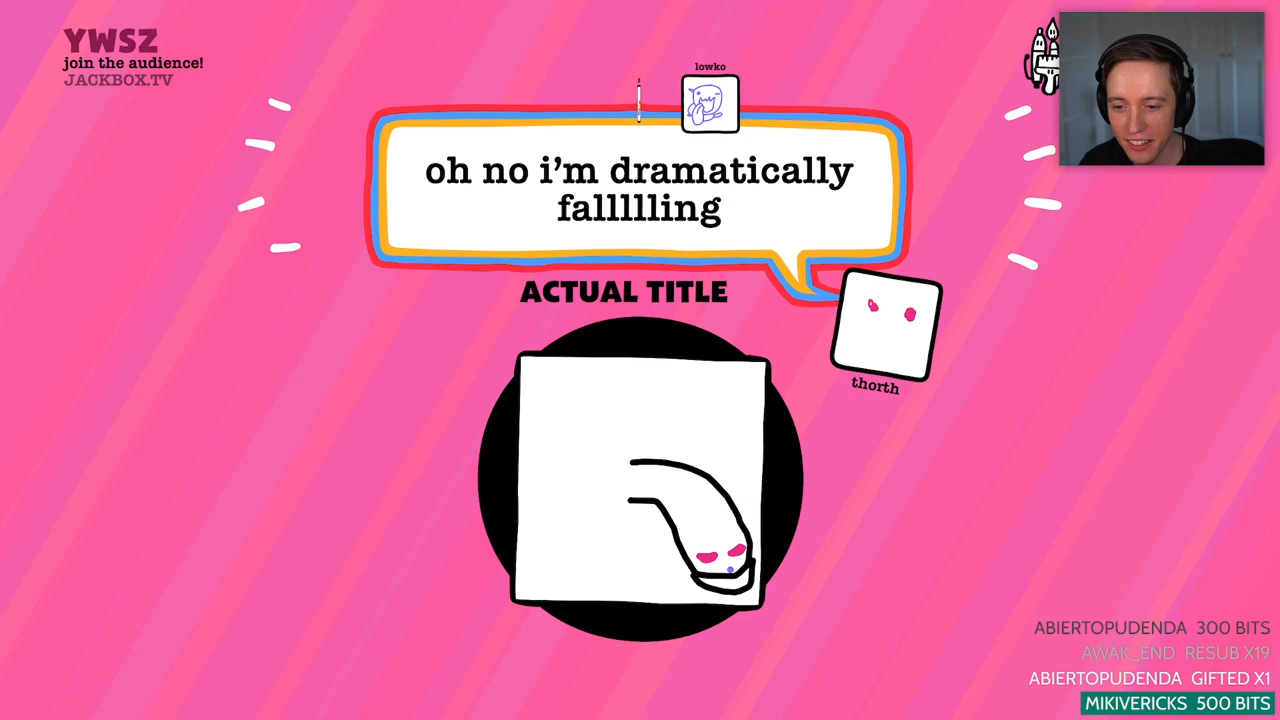 YWSZ
join the audience!
JACKBOX.TV
lowko
oh no i'm dramatically
fallllling
ACTUAL TITLE
thorth
ABIERTOPUDENDA 300 BITS
AWAK_END RESUB X19
ABIERTOPUDENDA GIFTED X1
MIKIVERICKS 500 BITS